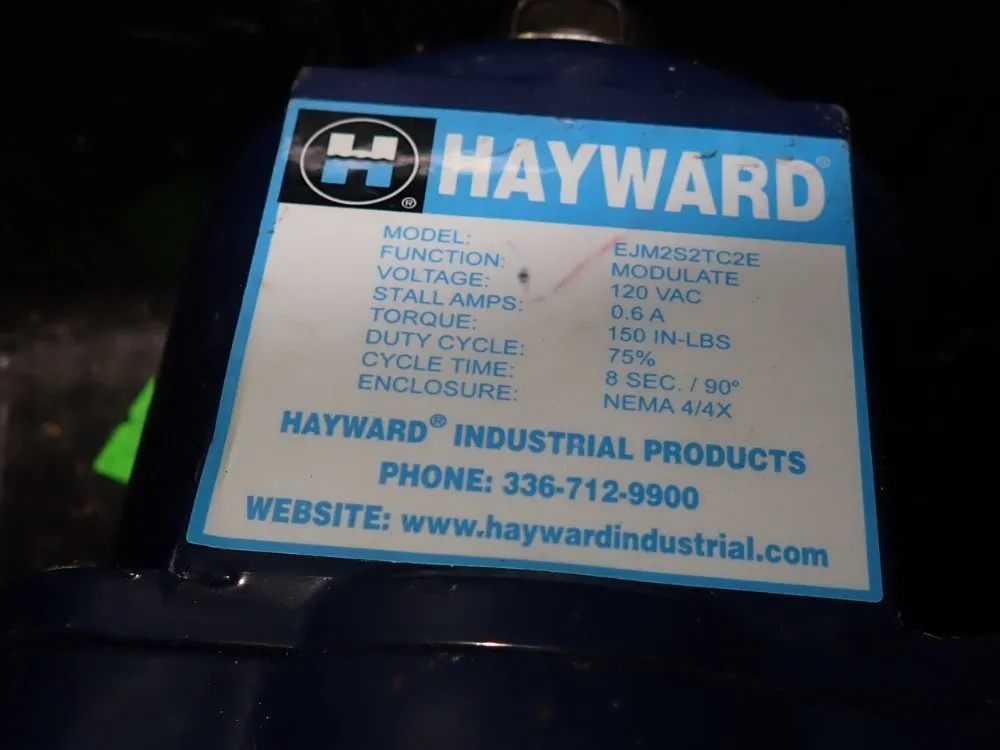 H ®
HAYWARD®
MODEL: EJM2S2TC2E
FUNCTION: MODULATE
VOLTAGE: 120 VAC
STALL AMPS: 0.6 A
TORQUE: 150 IN-LBS
DUTY CYCLE: 75%
CYCLE TIME: 8 SEC. / 90°
ENCLOSURE: NEMA 4/4X
HAYWARD® INDUSTRIAL PRODUCTS
PHONE: 336-712-9900
WEBSITE: www.haywardindustrial.com